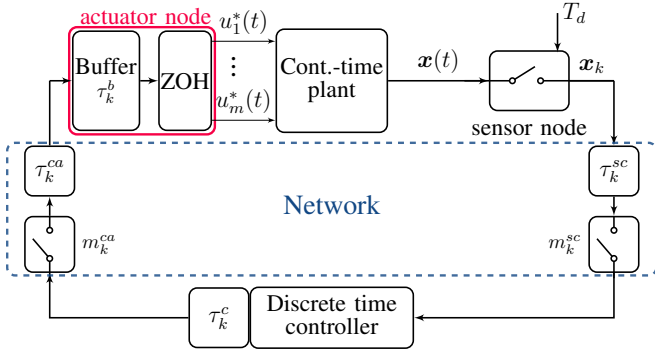 actuator node
Buffer
τ_k^b
ZOH
u_1^*(t)
⋮
u_m^*(t)
Cont.-time
plant
x(t)
T_d
x_k
sensor node
τ_k^{ca}
τ_k^{sc}
Network
m_k^{ca}
m_k^{sc}
τ_k^c
Discrete time
controller